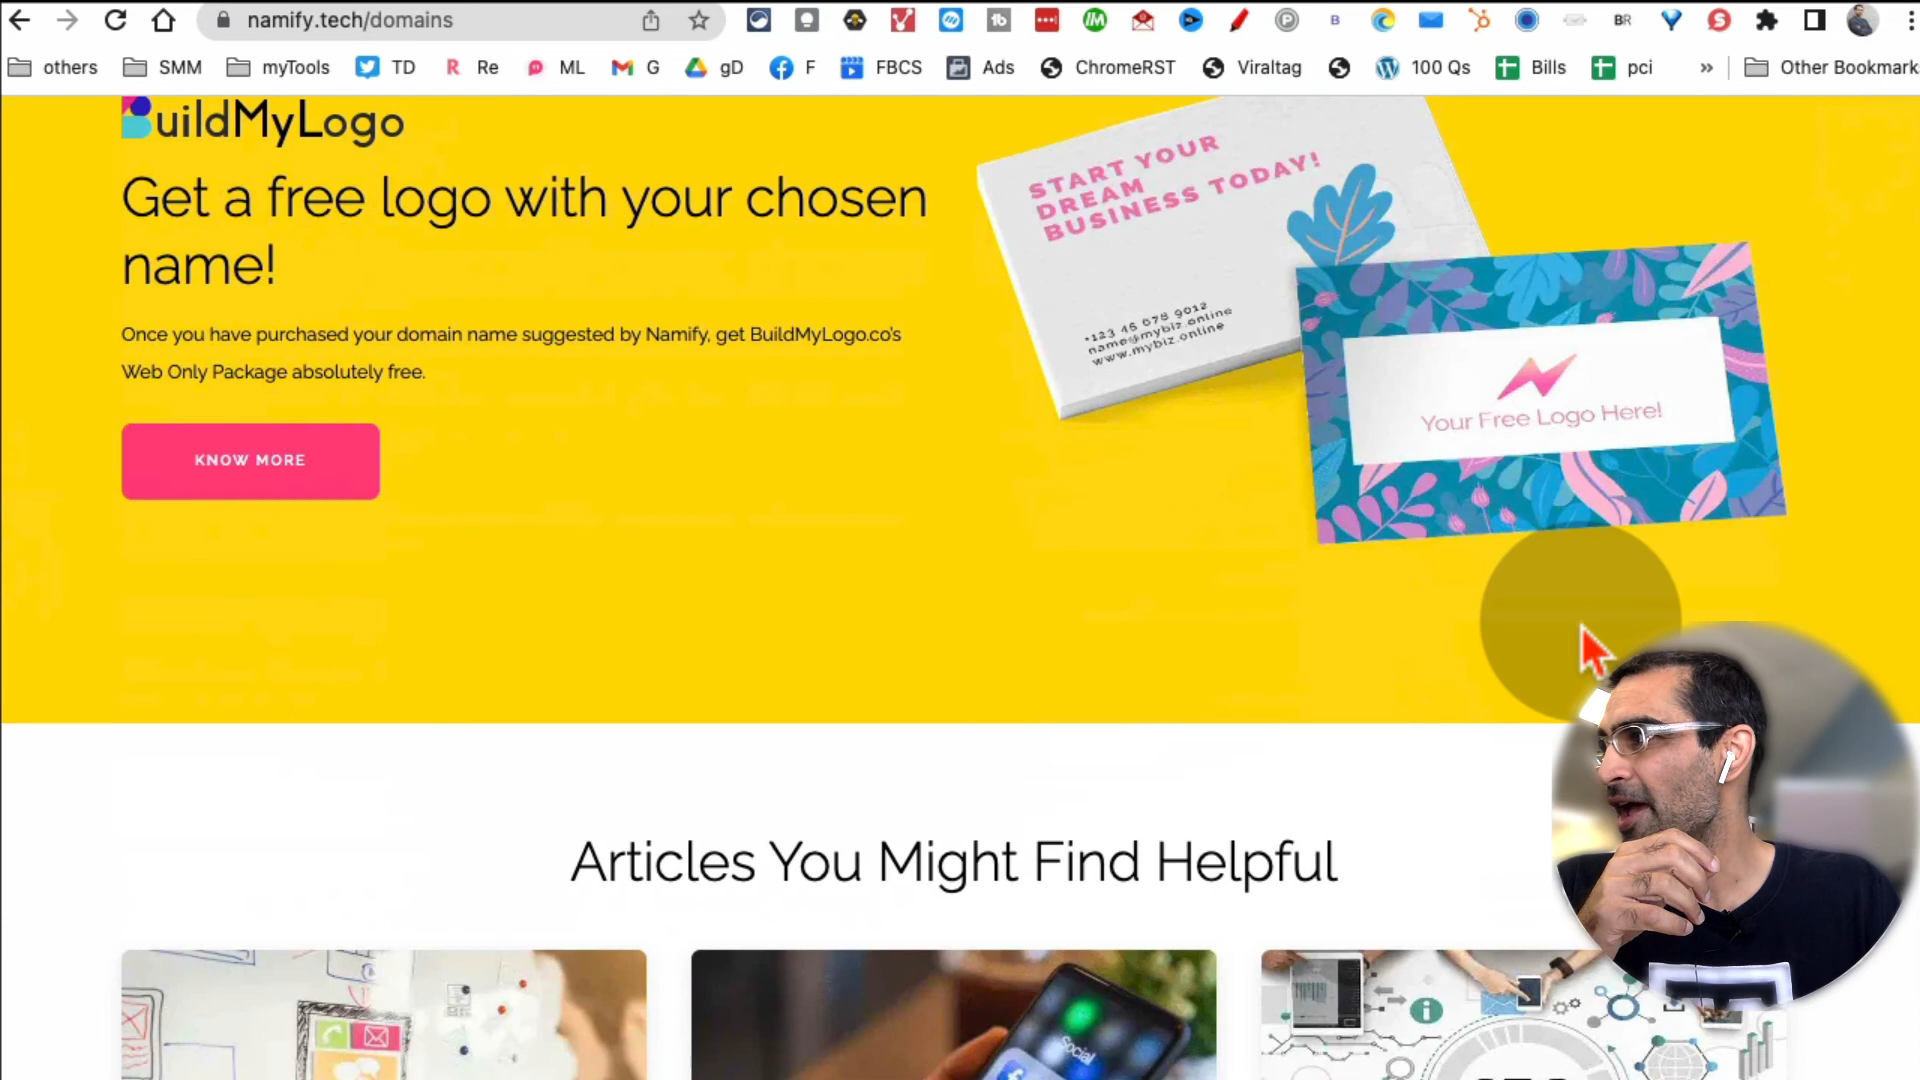 namify.tech/domains
others
SMM
myTools
TD
Re
ML
G
gD
F
FBCS
Ads
ChromeRST
Viraltag
100 Qs
Bills
pci
»
Other Bookmark
BuildMyLogo
Get a free logo with your chosen
name!
Once you have purchased your domain name suggested by Namify, get BuildMyLogo.co's
Web Only Package absolutely free.
KNOW MORE
START YOUR
DREAM
BUSINESS TODAY!
+123 45 678 9012
name@mybiz.online
www.mybiz.online
Your Free Logo Here!
Articles You Might Find Helpful
Social